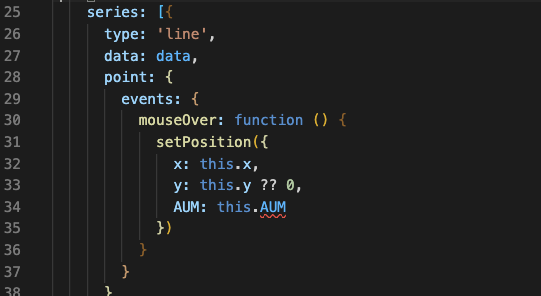 25 series: [{
26 type: 'line',
27 data: data,
28 point: {
29 events: {
30 mouseOver: function () {
31 setPosition({
32 x: this.x,
33 y: this.y ?? 0,
34 AUM: this.AUM
35 })
36 }
37 }
38 }